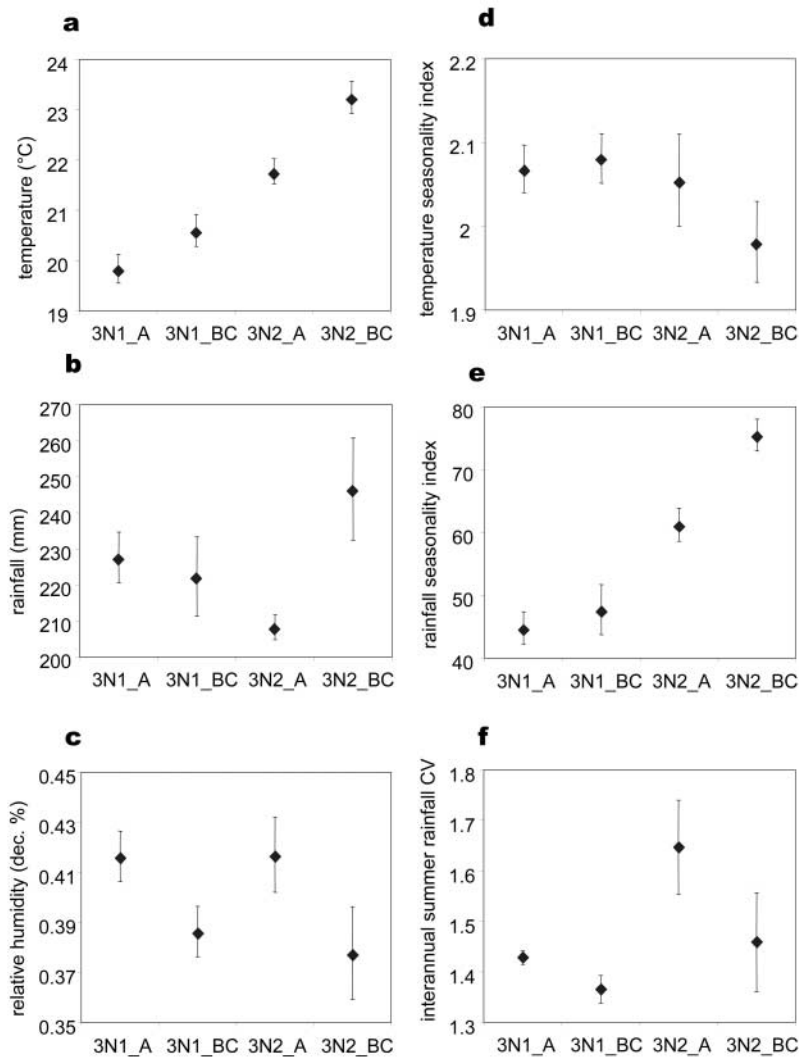 a
temperature (°C)
24
23
22
21
20
19
3N1_A 3N1_BC 3N2_A 3N2_BC
b
rainfall (mm)
270
260
250
240
230
220
210
200
3N1_A 3N1_BC 3N2_A 3N2_BC
c
relative humidity (dec. %)
0.45
0.43
0.41
0.39
0.37
0.35
3N1_A 3N1_BC 3N2_A 3N2_BC
d
temperature seasonality index
2.2
2.1
2
1.9
3N1_A 3N1_BC 3N2_A 3N2_BC
e
rainfall seasonality index
80
70
60
50
40
3N1_A 3N1_BC 3N2_A 3N2_BC
f
interannual summer rainfall CV
1.8
1.7
1.6
1.5
1.4
1.3
3N1_A 3N1_BC 3N2_A 3N2_BC